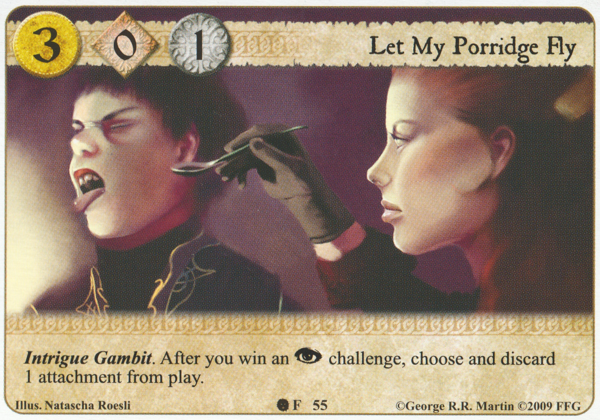 3 0 1 Let My Porridge Fly
Intrigue Gambit. After you win an challenge, choose and discard
1 attachment from play.
Illus. Natascha Roesli F 55 ©George R.R. Martin ©2009 FFG